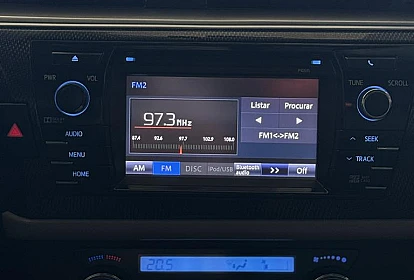 PWR VOL
TUNE SCROLL
FM2
97.3 MHz
87.4 92.6 97.7 102.9 108.0
Listar Procurar
FM1<->FM2
AM FM DISC iPod/USB Bluetooth audio >> Off
AUDIO
MENU
HOME
SEEK
TRACK
20.5